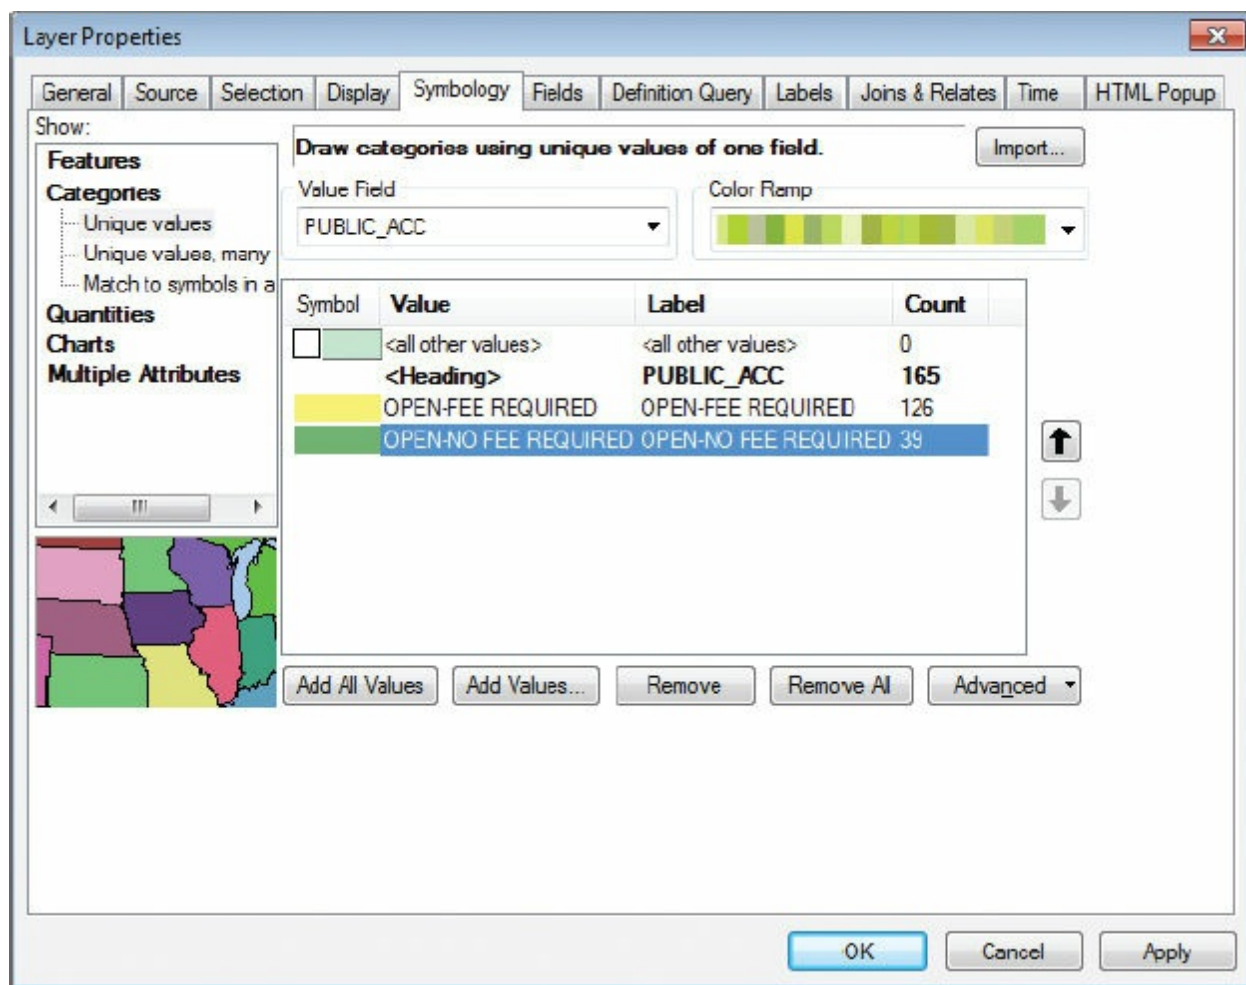 Layer Properties
General Source Selection Display Symbology Fields Definition Query Labels Joins & Relates Time HTML Popup
Show:
Features
Categories
Unique values
Unique values, many
Match to symbols in a
Quantities
Charts
Multiple Attributes
Draw categories using unique values of one field.
Import...
Value Field
PUBLIC_ACC
Color Ramp
Symbol Value Label Count
<all other values> <all other values> 0
<Heading> PUBLIC_ACC 165
OPEN-FEE REQUIRED OPEN-FEE REQUIRED 126
OPEN-NO FEE REQUIRED OPEN-NO FEE REQUIRED 39
Add All Values Add Values... Remove Remove All Advanced
OK Cancel Apply